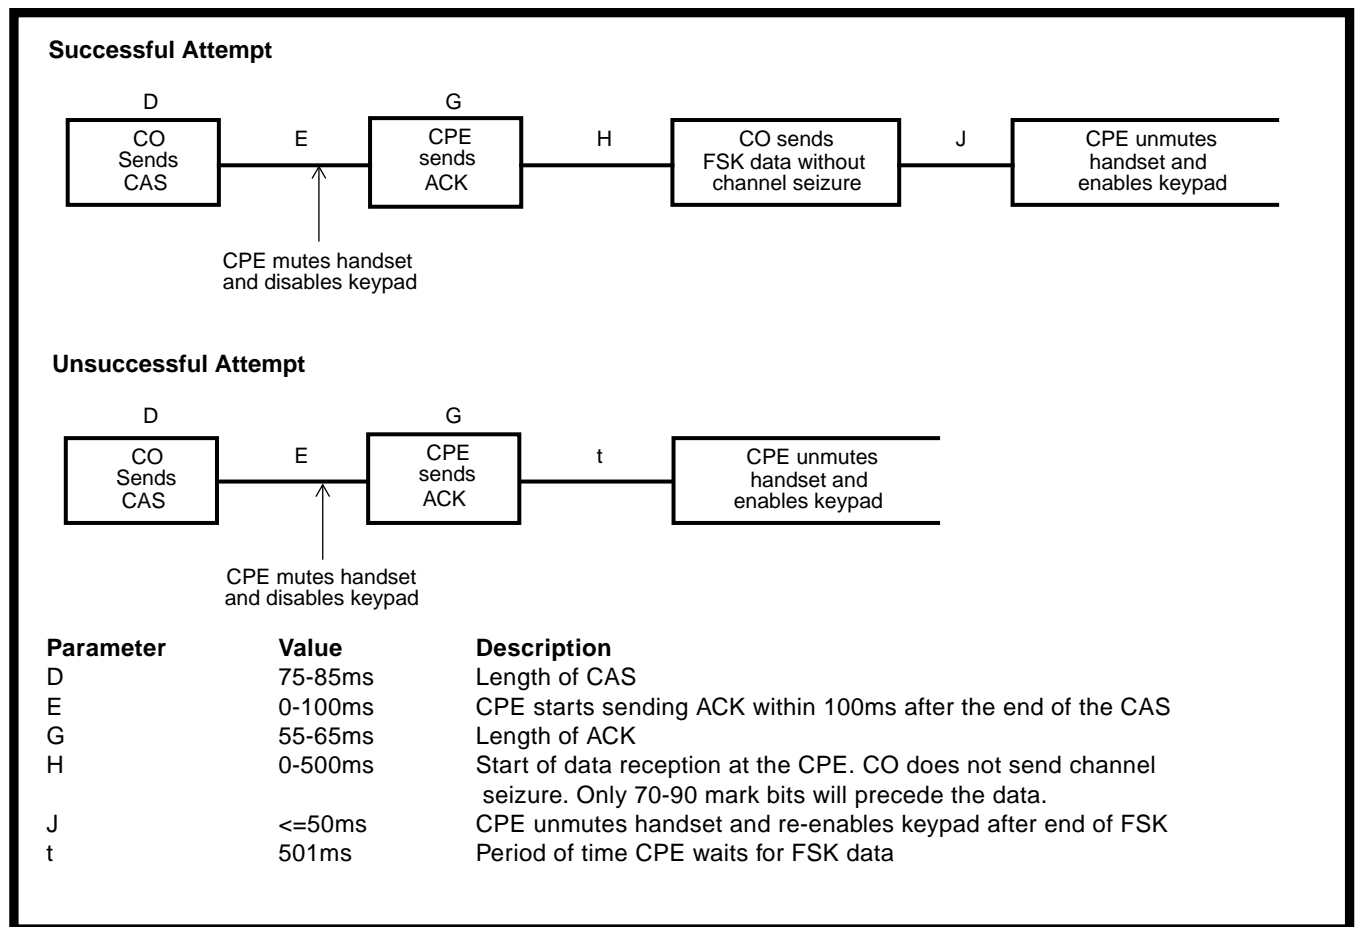 Successful Attempt
D
G
CO
Sends
CAS
E
CPE
sends
ACK
H
CO sends
FSK data without
channel seizure
J
CPE unmutes
handset and
enables keypad
CPE mutes handset
and disables keypad
Unsuccessful Attempt
D
G
CO
Sends
CAS
E
CPE
sends
ACK
t
CPE unmutes
handset and
enables keypad
CPE mutes handset
and disables keypad
Parameter Value Description
D 75-85ms Length of CAS
E 0-100ms CPE starts sending ACK within 100ms after the end of the CAS
G 55-65ms Length of ACK
H 0-500ms Start of data reception at the CPE. CO does not send channel
seizure. Only 70-90 mark bits will precede the data.
J <=50ms CPE unmutes handset and re-enables keypad after end of FSK
t 501ms Period of time CPE waits for FSK data